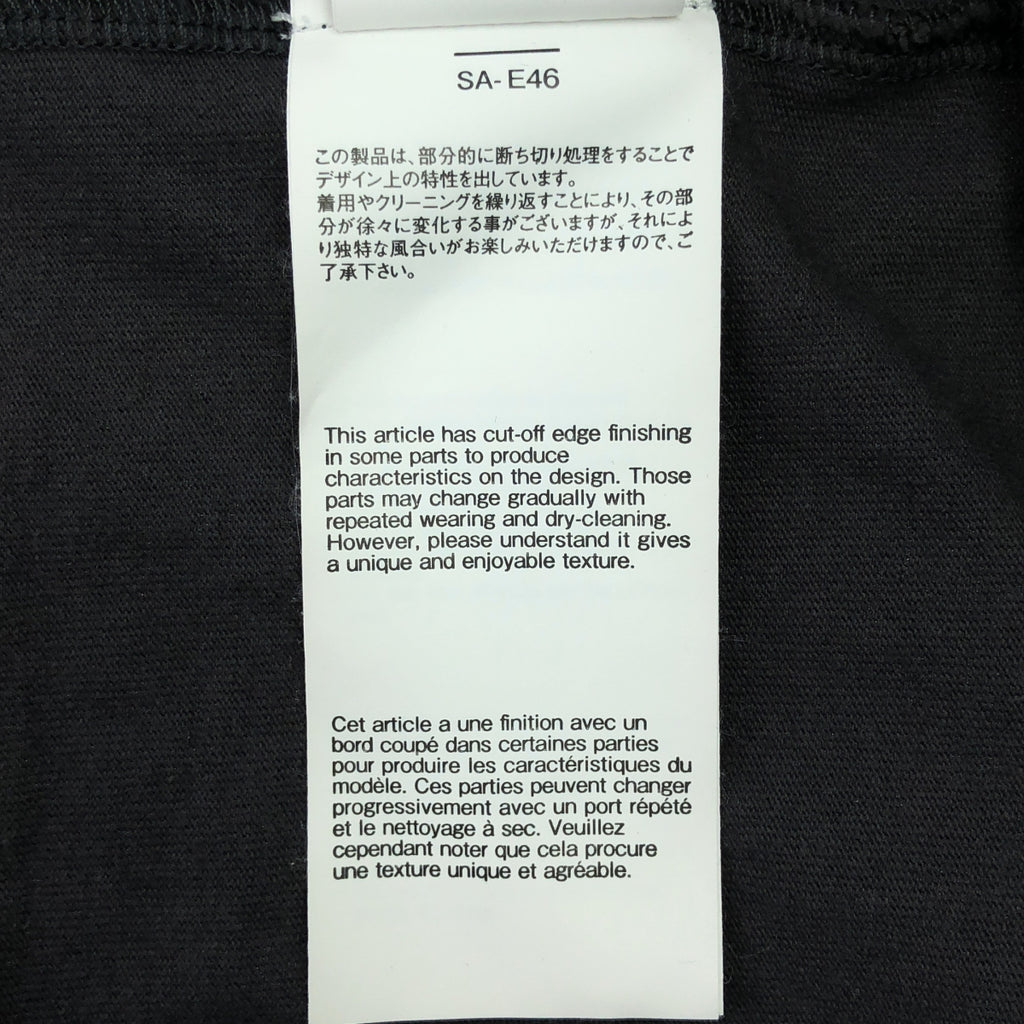 SA- E46
この製品は、部分的に断ち切り処理をすることで
デザイン上の特性を出しています。
着用やクリーニングを繰り返すことにより、その部
分が徐々に変化する事がございますが、それによ
り独特な風合いがお楽しみいただけますので、ご
了承下さい。
This article has cut-off edge finishing
in some parts to produce
characteristics on the design. Those
parts may change gradually with
repeated wearing and dry-cleaning.
However, please understand it gives
a unique and enjoyable texture.
Cet article a une finition avec un
bord coupé dans certaines parties
pour produire les caractéristiques du
modèle. Ces parties peuvent changer
progressivement avec un port répété
et le nettoyage à sec. Veuillez
cependant noter que cela procure
une texture unique et agréable.